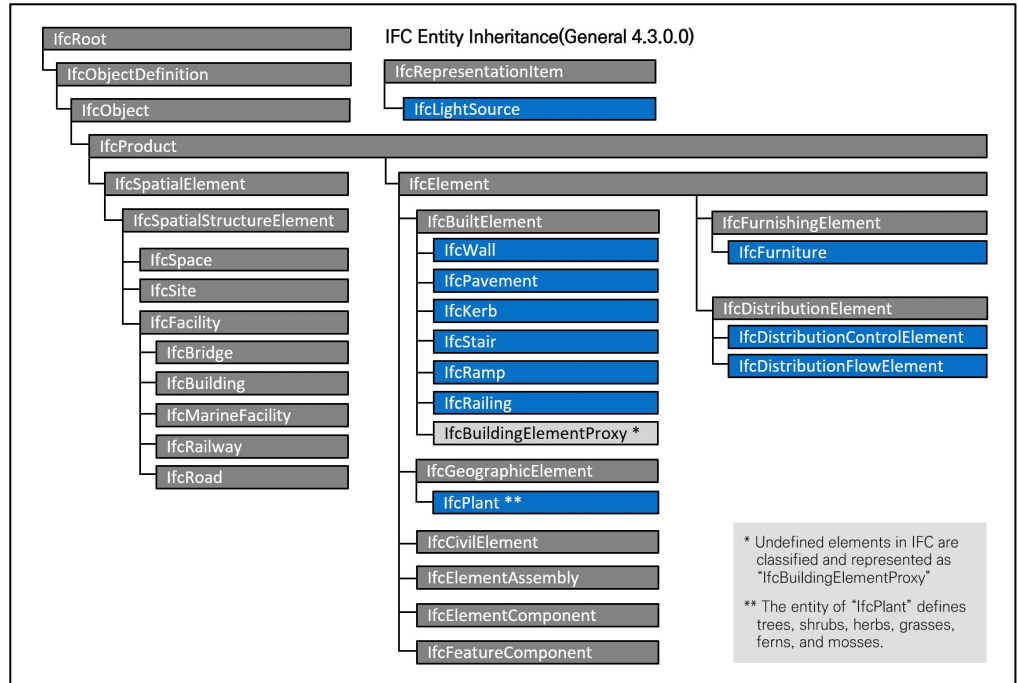 IFC Entity Inheritance(General 4.3.0.0)
IfcRoot
IfcObjectDefinition
IfcObject
IfcRepresentationItem
IfcLightSource
IfcProduct
IfcSpatialElement
IfcSpatialStructureElement
IfcSpace
IfcSite
IfcFacility
IfcBridge
IfcBuilding
IfcMarineFacility
IfcRailway
IfcRoad
IfcElement
IfcBuiltElement
IfcWall
IfcPavement
IfcKerb
IfcStair
IfcRamp
IfcRailing
IfcBuildingElementProxy *
IfcGeographicElement
IfcPlant **
IfcCivilElement
IfcElementAssembly
IfcElementComponent
IfcFeatureComponent
IfcFurnishingElement
IfcFurniture
IfcDistributionElement
IfcDistributionControlElement
IfcDistributionFlowElement
* Undefined elements in IFC are
classified and represented as
"IfcBuildingElementProxy"
** The entity of "IfcPlant" defines
trees, shrubs, herbs, grasses,
ferns, and mosses.